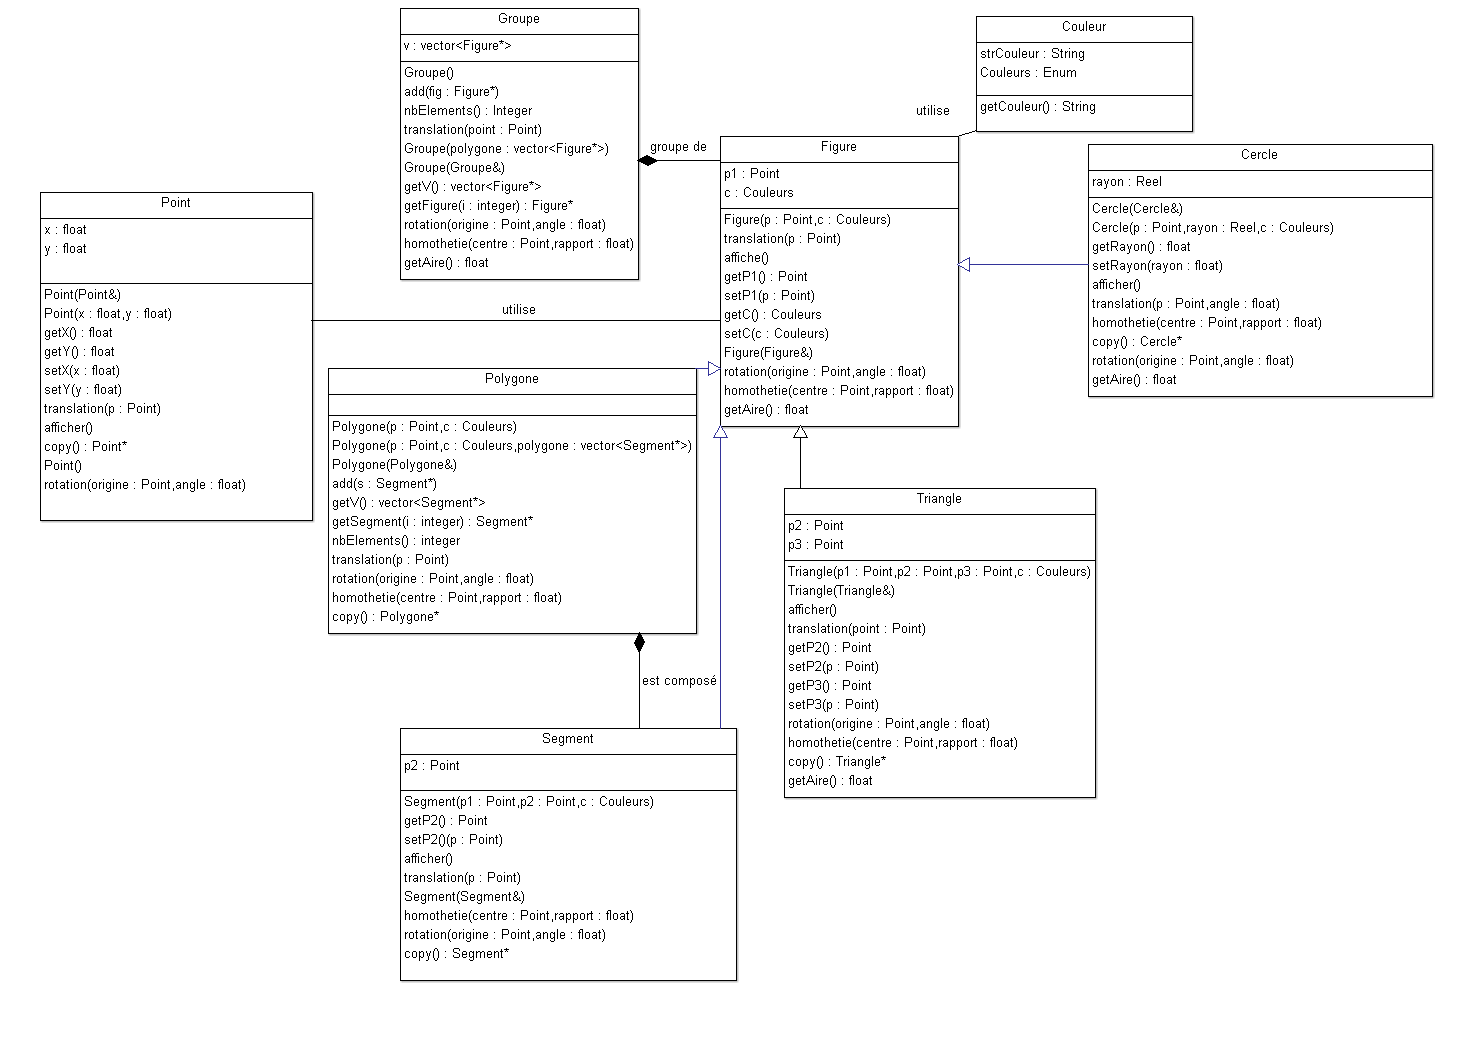 Groupe
v : vector<Figure*>
Groupe()
add(fig : Figure*)
nbElements() : Integer
translation(point : Point)
Groupe(polygone : vector<Figure*>)
Groupe(Groupe&)
getV() : vector<Figure*>
getFigure(i : integer) : Figure*
rotation(origine : Point,angle : float)
homothetie(centre : Point,rapport : float)
getAire() : float
Couleur
strCouleur : String
Couleurs : Enum
getCouleur() : String
utilise
groupe de
Figure
p1 : Point
c : Couleurs
Figure(p : Point,c : Couleurs)
translation(p : Point)
affiche()
getP1() : Point
setP1(p : Point)
getC() : Couleurs
setC(c : Couleurs)
Figure(Figure&)
rotation(origine : Point,angle : float)
homothetie(centre : Point,rapport : float)
getAire() : float
Cercle
rayon : Reel
Cercle(Cercle&)
Cercle(p : Point,rayon : Reel,c : Couleurs)
getRayon() : float
setRayon(rayon : float)
afficher()
translation(p : Point,angle : float)
homothetie(centre : Point,rapport : float)
copy() : Cercle*
rotation(origine : Point,angle : float)
getAire() : float
Point
x : float
y : float
Point(Point&)
Point(x : float,y : float)
getX() : float
getY() : float
setX(x : float)
setY(y : float)
translation(p : Point)
afficher()
copy() : Point*
Point()
rotation(origine : Point,angle : float)
utilise
Polygone
Polygone(p : Point,c : Couleurs)
Polygone(p : Point,c : Couleurs,polygone : vector<Segment*>)
Polygone(Polygone&)
add(s : Segment*)
getV() : vector<Segment*>
getSegment(i : integer) : Segment*
nbElements() : integer
translation(p : Point)
rotation(origine : Point,angle : float)
homothetie(centre : Point,rapport : float)
copy() : Polygone*
Triangle
p2 : Point
p3 : Point
Triangle(p1 : Point,p2 : Point,p3 : Point,c : Couleurs)
Triangle(Triangle&)
afficher()
translation(point : Point)
getP2() : Point
setP2(p : Point)
getP3() : Point
setP3(p : Point)
rotation(origine : Point,angle : float)
homothetie(centre : Point,rapport : float)
copy() : Triangle*
getAire() : float
est composé
Segment
p2 : Point
Segment(p1 : Point,p2 : Point,c : Couleurs)
getP2() : Point
setP2()(p : Point)
afficher()
translation(p : Point)
Segment(Segment&)
homothetie(centre : Point,rapport : float)
rotation(origine : Point,angle : float)
copy() : Segment*